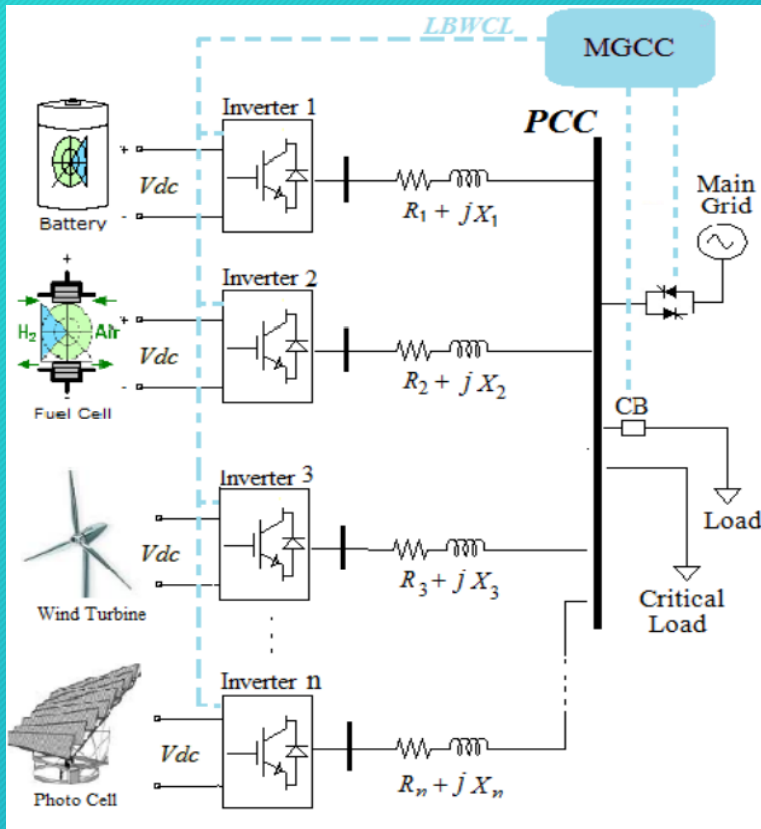 LBWCL
MGCC
Inverter 1
PCC
+
Vdc
-
Battery
R₁ + jX₁
Main
Grid
Inverter 2
+
H₂ Air
+
Vdc
-
-
Fuel Cell
R₂ + jX₂
CB
Load
Inverter 3
Vdc
Wind Turbine
R₃ + jX₃
Critical
Load
Inverter n
Vdc
Photo Cell
Rₙ + jXₙ